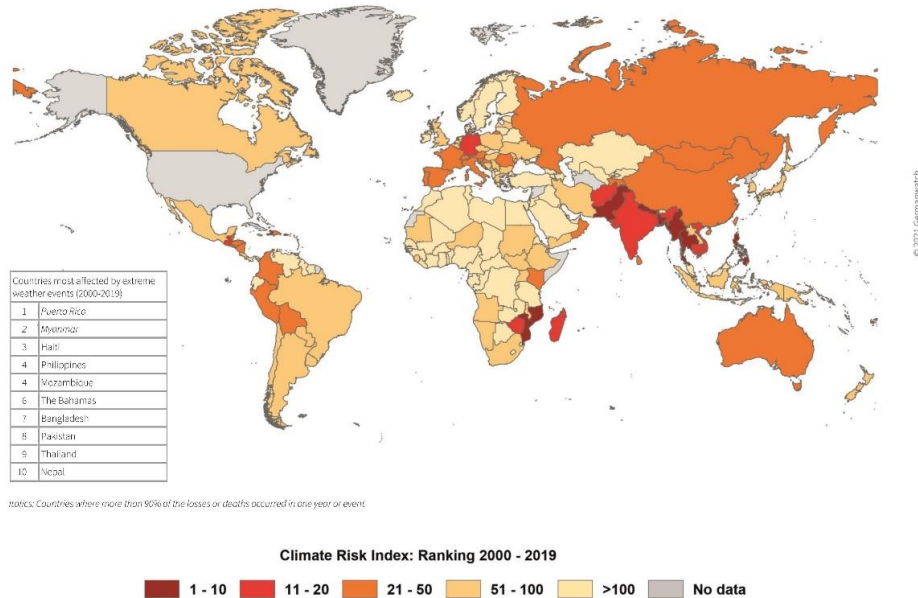 © 2021 Germanwatch
Countries most affected by extreme
weather events (2000-2019)
1 Puerto Rico
2 Myanmar
3 Haiti
4 Philippines
4 Mozambique
6 The Bahamas
7 Bangladesh
8 Pakistan
9 Thailand
10 Nepal
Italics: Countries where more than 90% of the losses or deaths occurred in one year or event
Climate Risk Index: Ranking 2000 - 2019
1 - 10 11 - 20 21 - 50 51 - 100 >100 No data